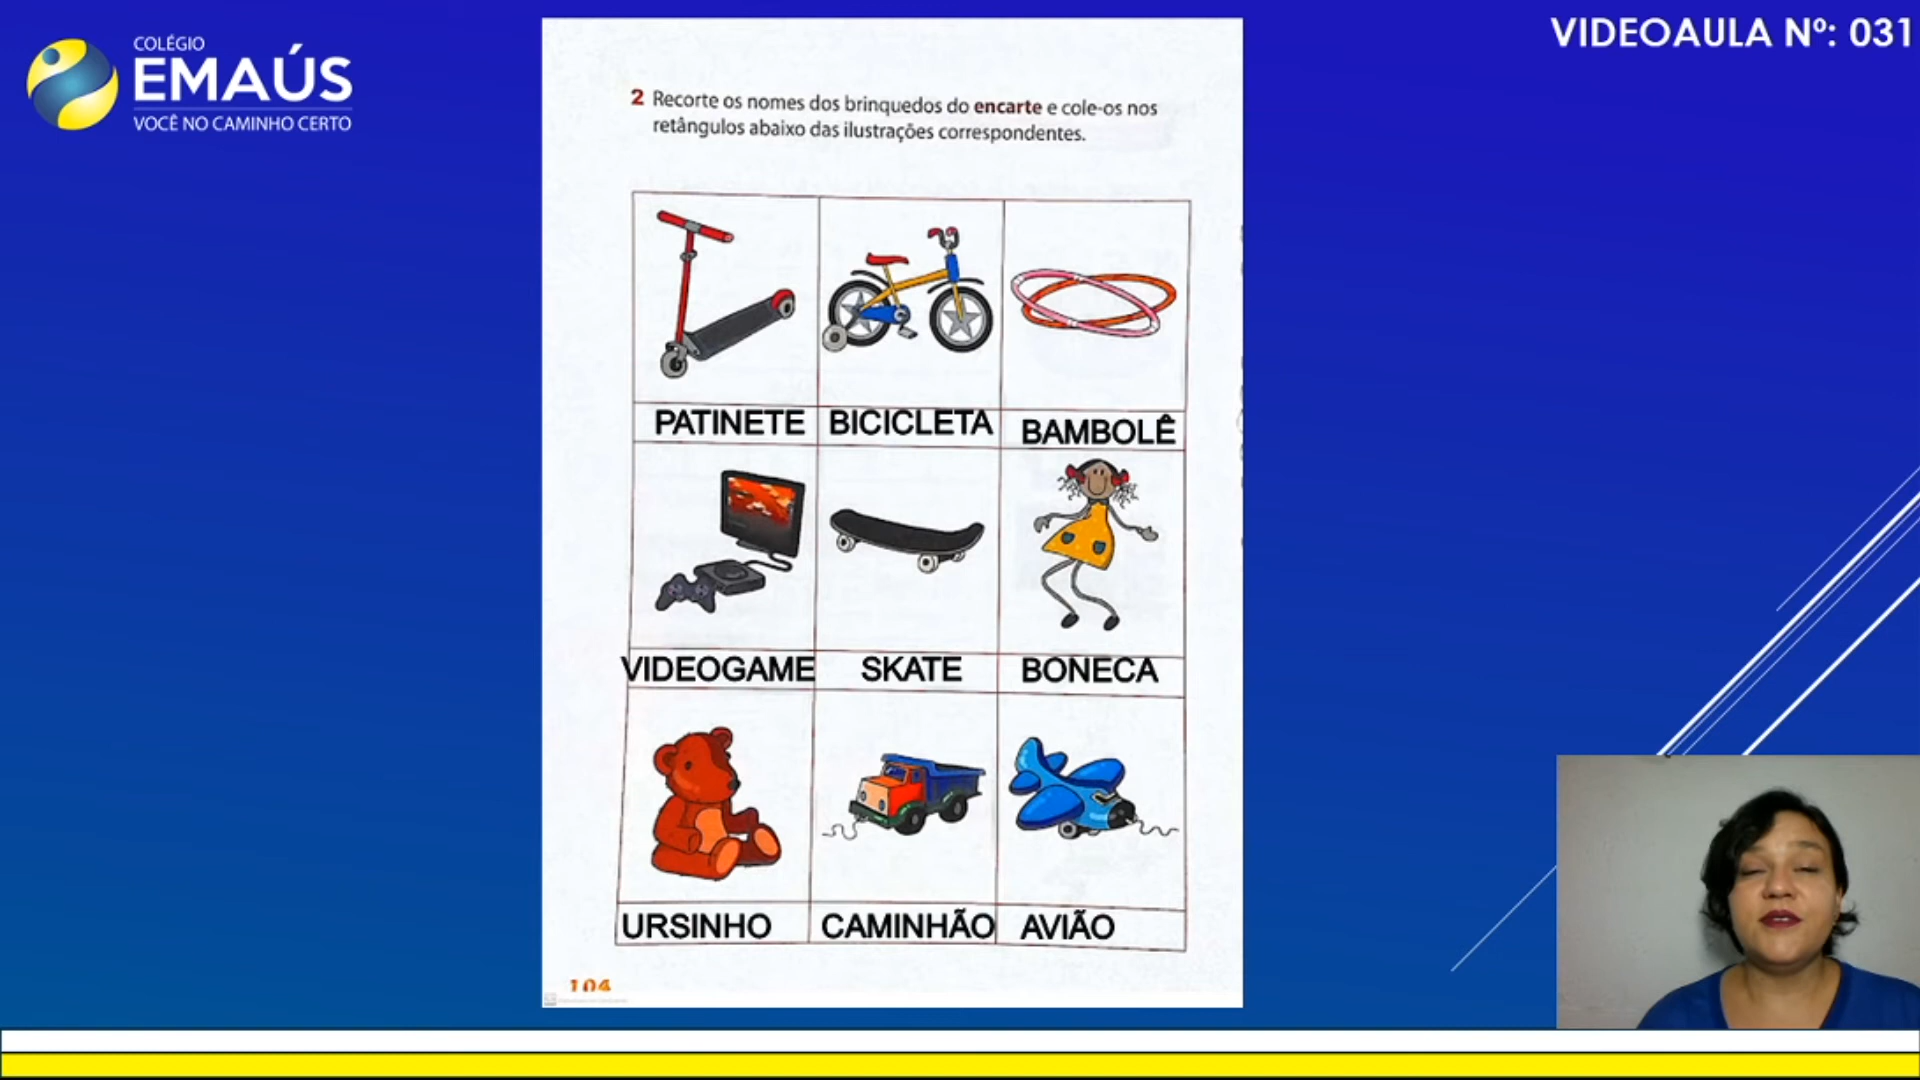 COLÉGIO
EMAÚS
VOCÊ NO CAMINHO CERTO
VIDEOAULA Nº: 031
2 Recorte os nomes dos brinquedos do encarte e cole-os nos
retângulos abaixo das ilustrações correspondentes.
PATINETE BICICLETA BAMBOLÊ
VIDEOGAME SKATE BONECA
URSINHO CAMINHÃO AVIÃO
104